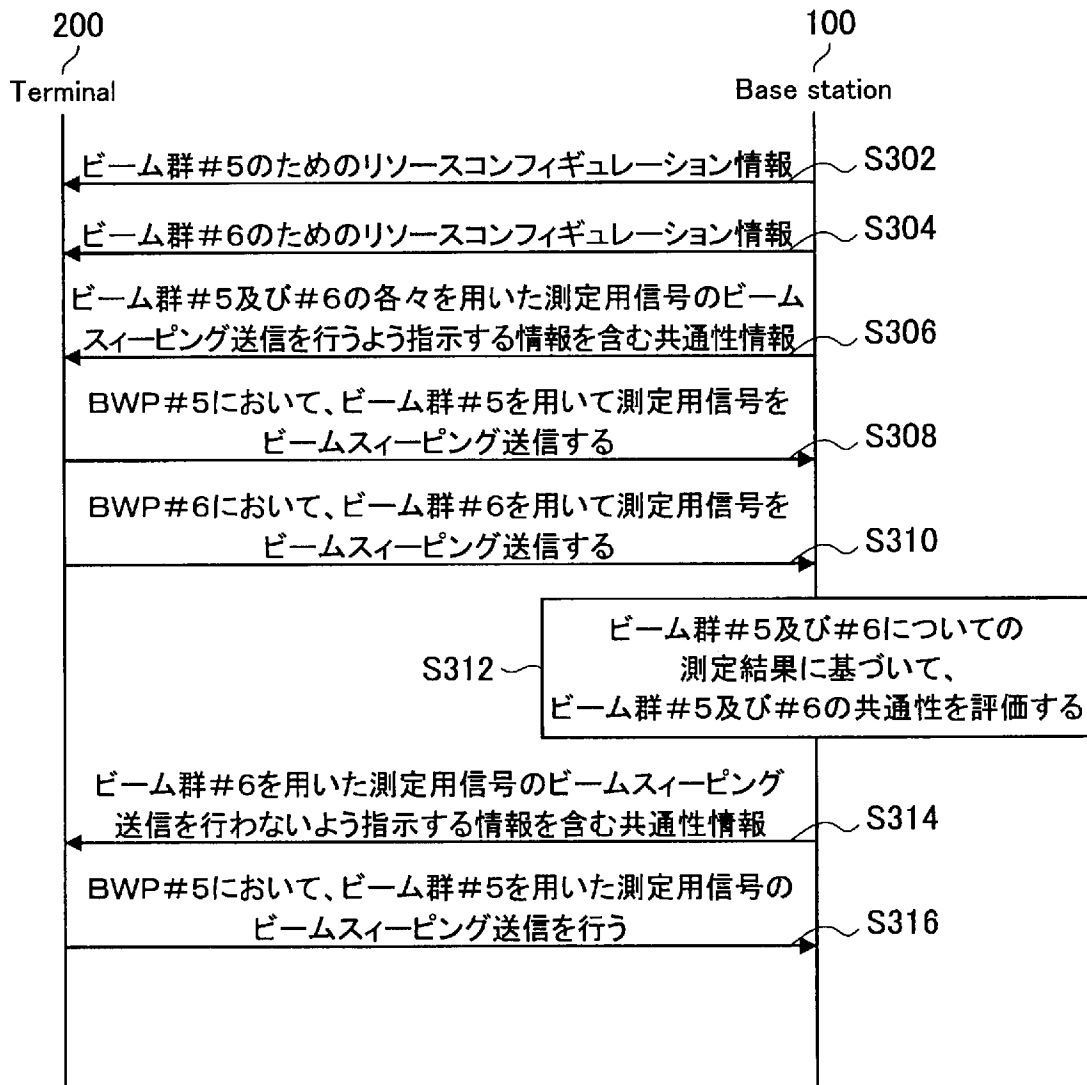 200
100
Terminal
Base station
ビーム群#5のためのリソースコンフィギュレーション情報
S302
ビーム群#6のためのリソースコンフィギュレーション情報
S304
ビーム群#5及び#6の各々を用いた測定用信号のビーム
スィーピング送信を行うよう指示する情報を含む共通性情報
S306
BWP#5において、ビーム群#5を用いて測定用信号を
ビームスィーピング送信する
S308
BWP#6において、ビーム群#6を用いて測定用信号を
ビームスィーピング送信する
S310
ビーム群#5及び#6についての
測定結果に基づいて、
ビーム群#5及び#6の共通性を評価する
S312
ビーム群#6を用いた測定用信号のビームスィーピング
送信を行わないよう指示する情報を含む共通性情報
S314
BWP#5において、ビーム群#5を用いた測定用信号の
ビームスィーピング送信を行う
S316